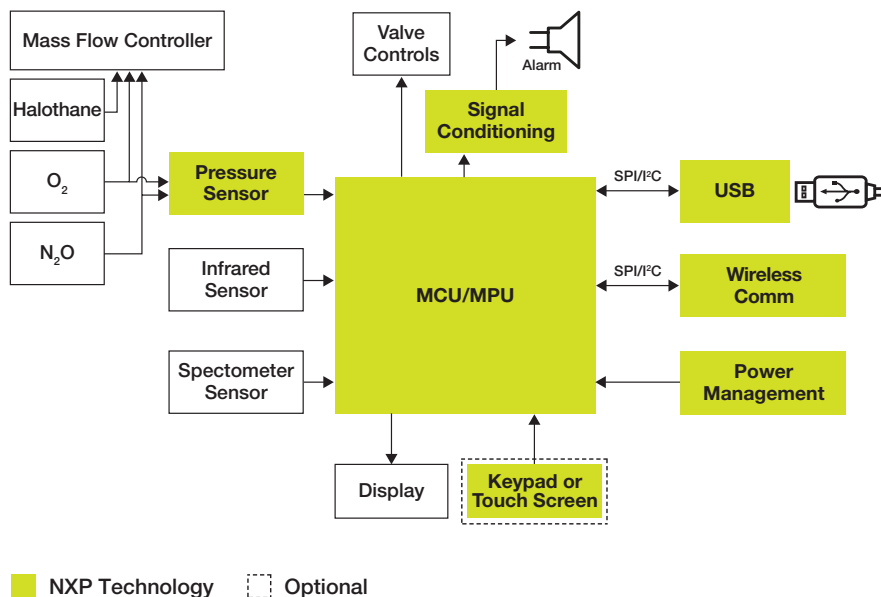 Mass Flow Controller
Halothane
O₂
N₂O
Pressure
Sensor
Infrared
Sensor
Spectometer
Sensor
Valve
Controls
Alarm
Signal
Conditioning
MCU/MPU
SPI/I²C
USB
SPI/I²C
Wireless
Comm
Power
Management
Display
Keypad or
Touch Screen
NXP Technology
Optional